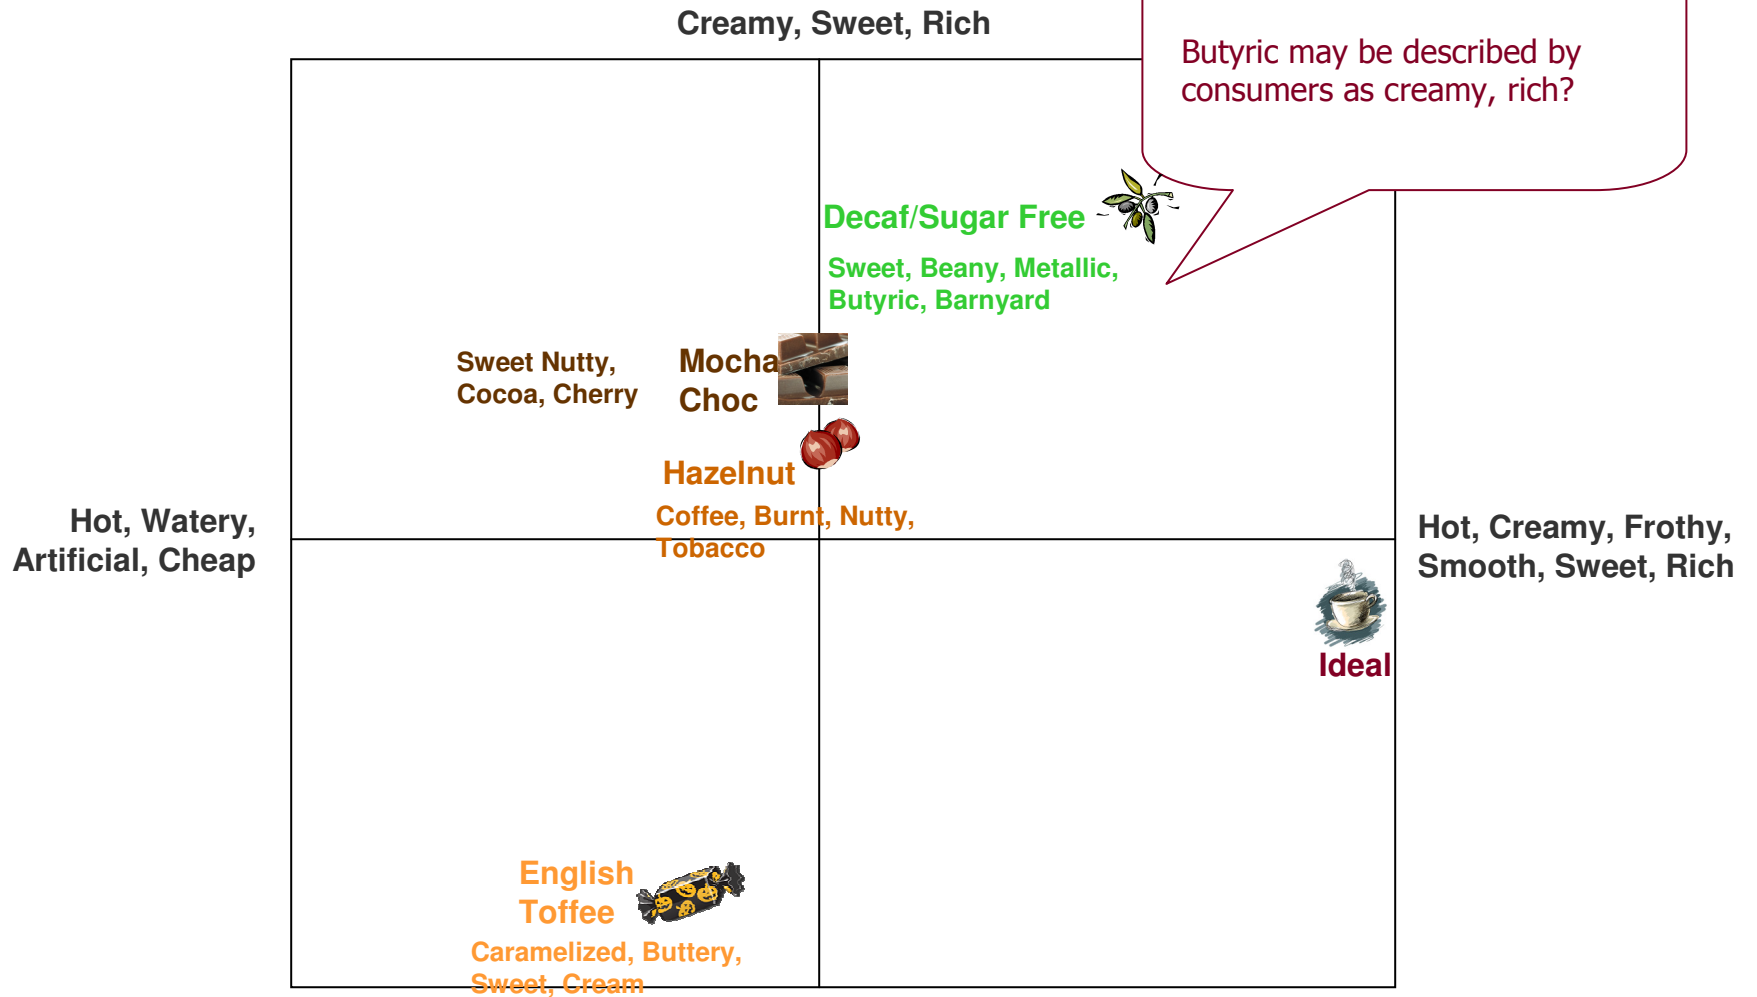 Creamy, Sweet, Rich
Butyric may be described by
consumers as creamy, rich?
Decaf/Sugar Free
Sweet, Beany, Metallic,
Butyric, Barnyard
Sweet Nutty,
Cocoa, Cherry
Mocha
Choc
Hazelnut
Coffee, Burnt, Nutty,
Tobacco
Hot, Watery,
Artificial, Cheap
Hot, Creamy, Frothy,
Smooth, Sweet, Rich
Ideal
English
Toffee
Caramelized, Buttery,
Sweet, Cream